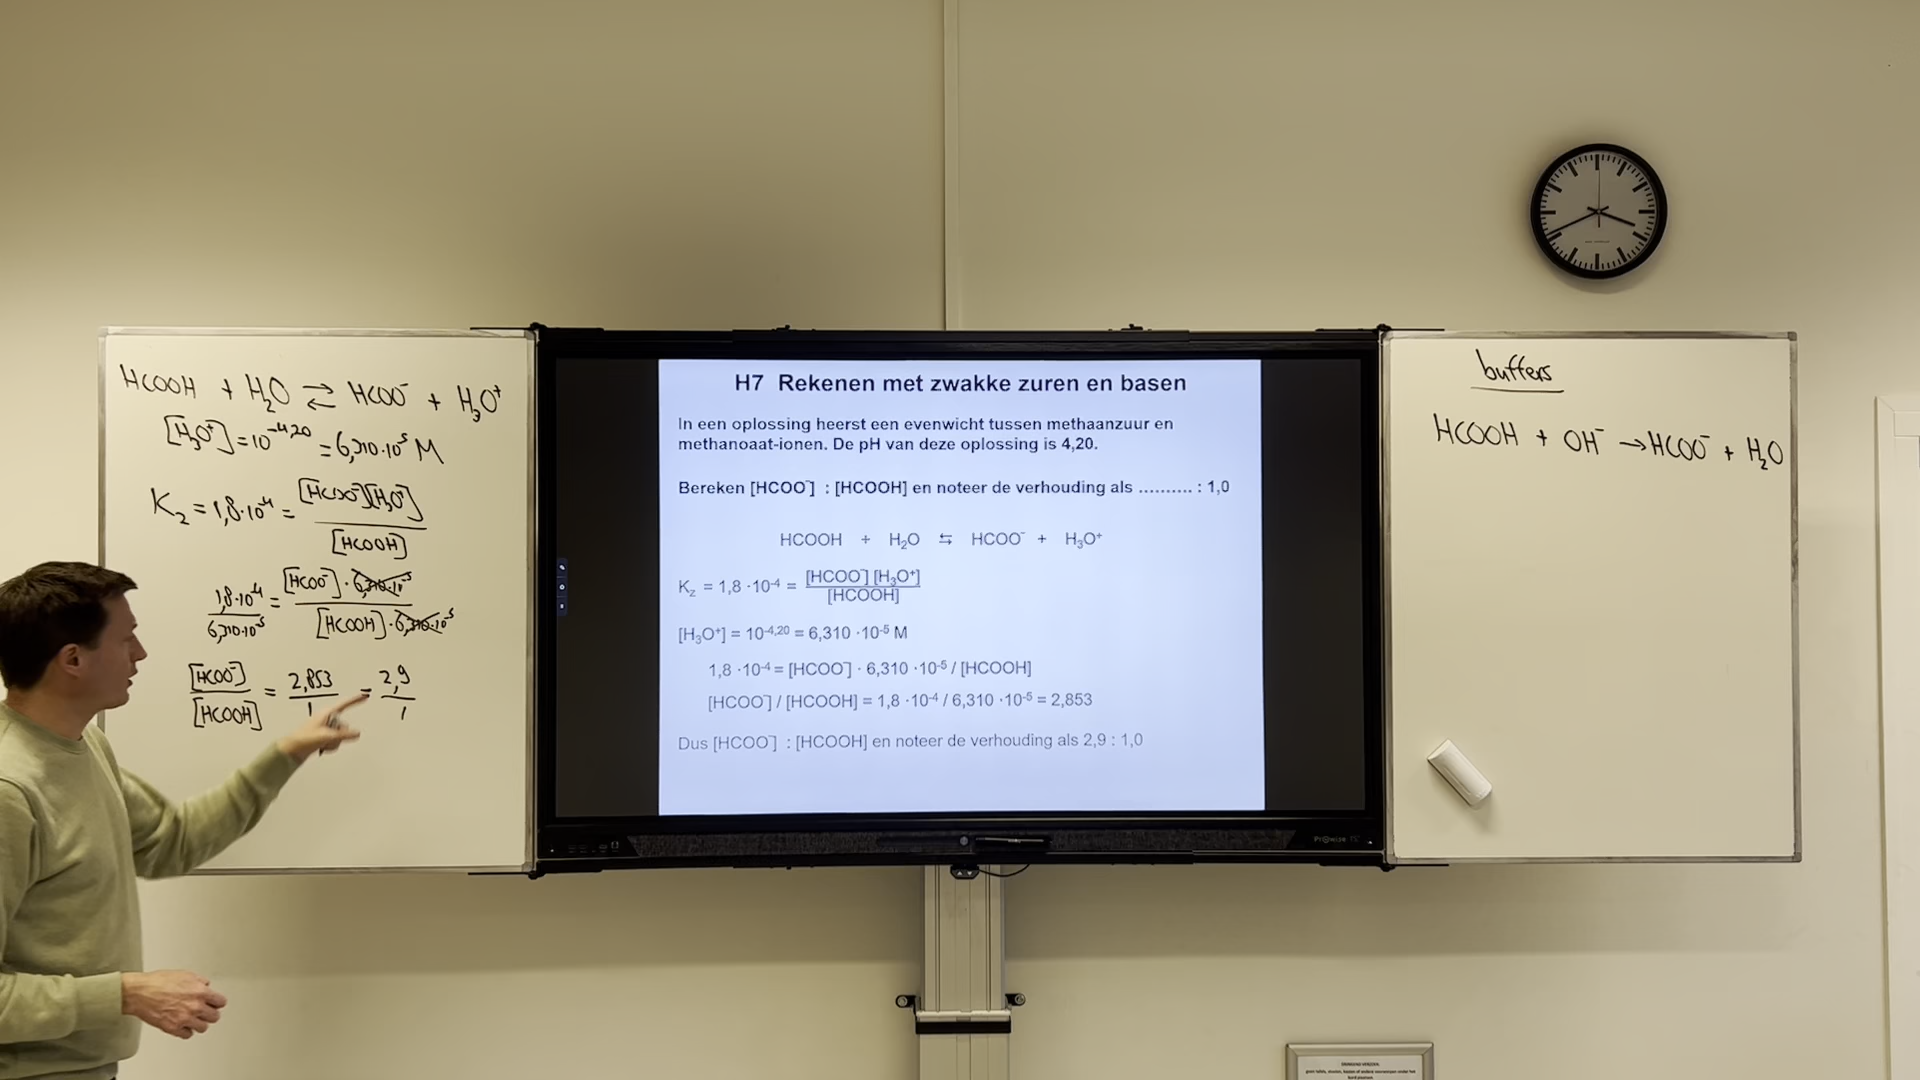 HCOOH + H₂O ⇄ HCOO⁻ + H₃O⁺
[H₃O⁺] = 10⁻⁴·²⁰ = 6,310·10⁻⁵ M
K_z = 1,8·10⁻⁴ = [HCOO⁻][H₃O⁺] / [HCOOH]
1,8·10⁻⁴ / 6,310·10⁻⁵ = [HCOO⁻]·6,310·10⁻⁵ / [HCOOH]·6,310·10⁻⁵
[HCOO⁻] / [HCOOH] = 2,853 / 1 = 2,9 / 1
H7 Rekenen met zwakke zuren en basen
In een oplossing heerst een evenwicht tussen methaanzuur en
methanoaat-ionen. De pH van deze oplossing is 4,20.
Bereken [HCOO⁻] : [HCOOH] en noteer de verhouding als .......... : 1,0
HCOOH + H₂O ⇆ HCOO⁻ + H₃O⁺
K_z = 1,8 ·10⁻⁴ = [HCOO⁻] [H₃O⁺] / [HCOOH]
[H₃O⁺] = 10⁻⁴,²⁰ = 6,310 ·10⁻⁵ M
1,8 ·10⁻⁴ = [HCOO⁻] · 6,310 ·10⁻⁵ / [HCOOH]
[HCOO⁻] / [HCOOH] = 1,8 ·10⁻⁴ / 6,310 ·10⁻⁵ = 2,853
Dus [HCOO⁻] : [HCOOH] en noteer de verhouding als 2,9 : 1,0
Prowise
buffers
HCOOH + OH⁻ → HCOO⁻ + H₂O